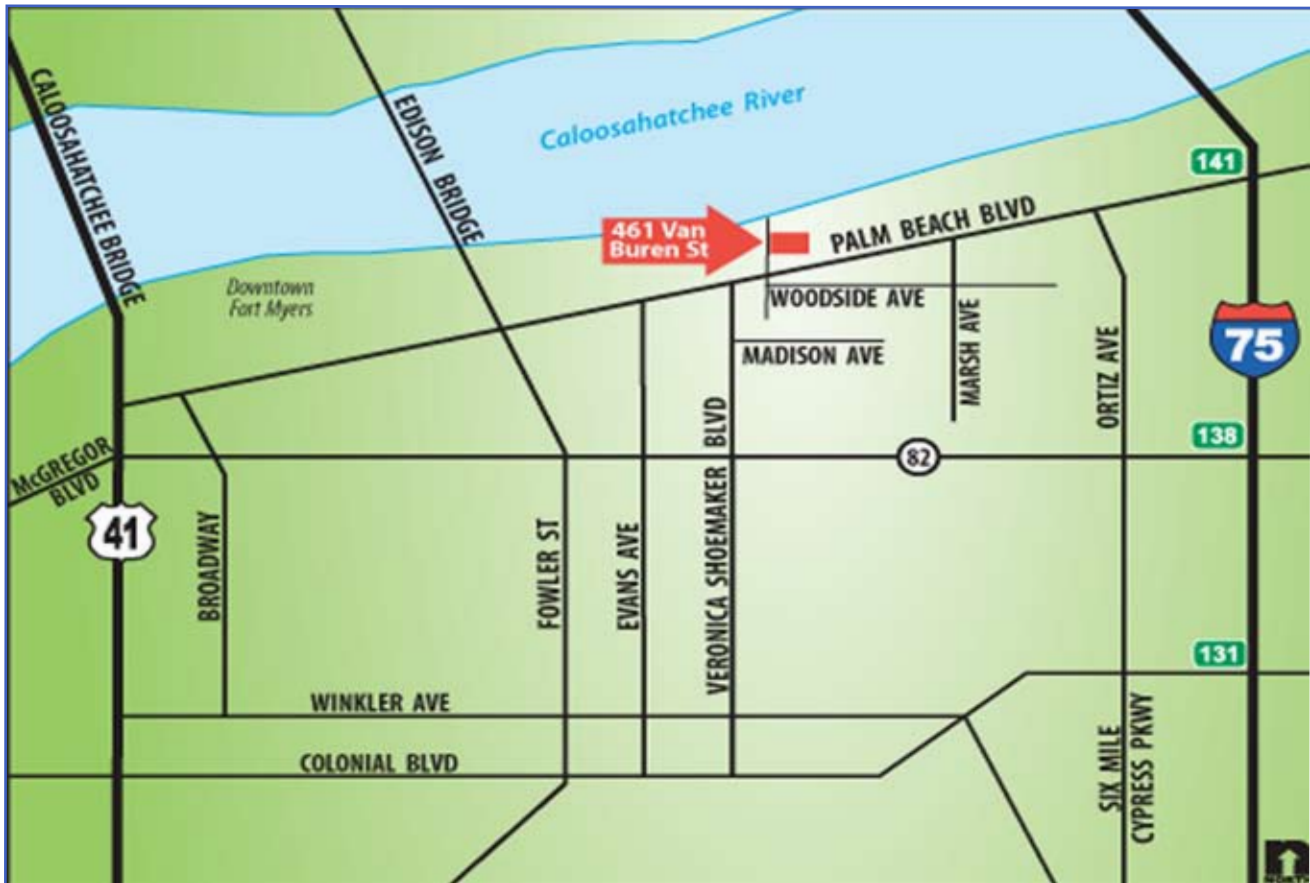 CALOOSAHATCHEE BRIDGE
EDISON BRIDGE
Caloosahatchee River
141
461 Van
Buren St
PALM BEACH BLVD
Downtown
Fort Myers
WOODSIDE AVE
MADISON AVE
MARSH AVE
ORTIZ AVE
75
McGREGOR
BLVD
82
138
41
BROADWAY
FOWLER ST
EVANS AVE
VERONICA SHOEMAKER BLVD
131
WINKLER AVE
COLONIAL BLVD
SIX MILE
CYPRESS PKWY
n
NORTH